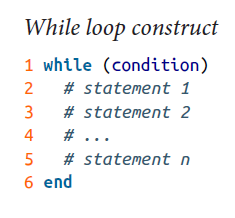 While loop construct
1 while (condition)
2   # statement 1
3   # statement 2
4   # ...
5   # statement n
6 end